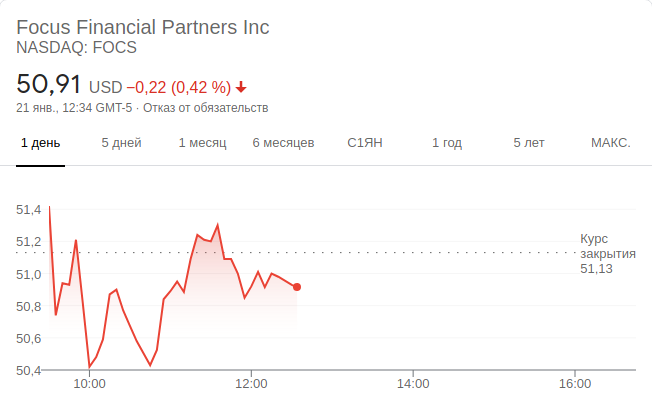 Focus Financial Partners Inc
NASDAQ: FOCS
50,91 USD −0,22 (0,42 %)
21 янв., 12:34 GMT-5 · Отказ от обязательств
1 день 5 дней 1 месяц 6 месяцев С1ЯН 1 год 5 лет МАКС.
51,4
51,2
51,0
50,8
50,6
50,4
Курс
закрытия
51,13
10:00 12:00 14:00 16:00